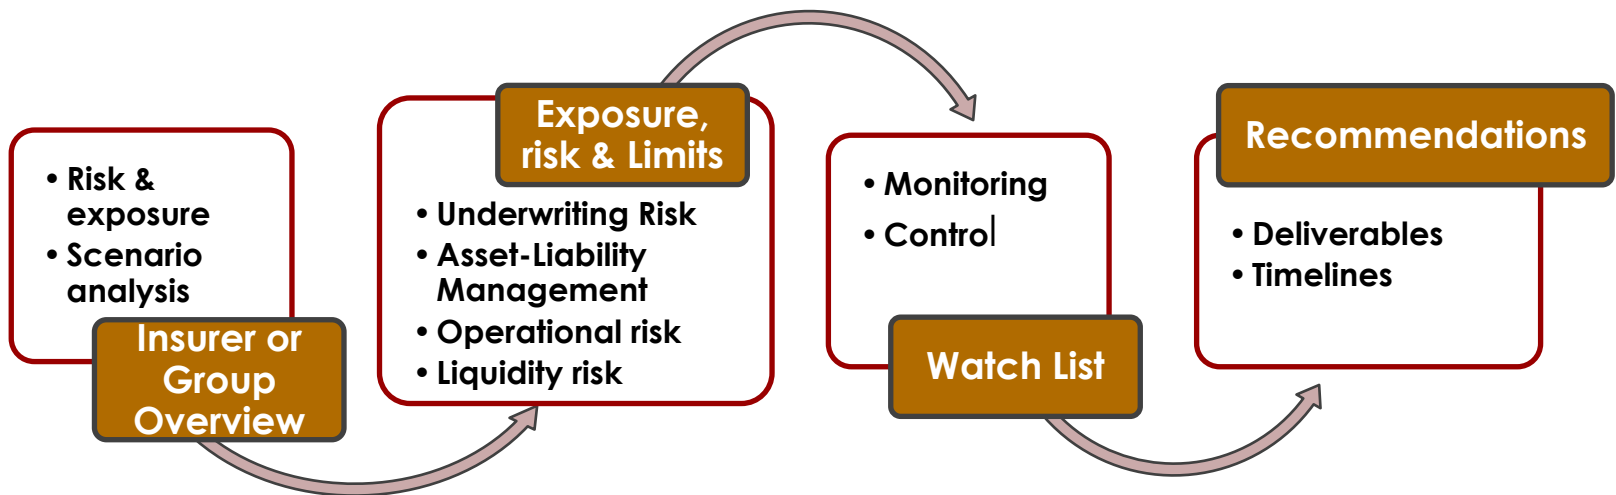 • Risk &
exposure
• Scenario
analysis
Insurer or
Group
Overview
Exposure,
risk & Limits
• Underwriting Risk
• Asset-Liability
Management
• Operational risk
• Liquidity risk
• Monitoring
• Control
Watch List
Recommendations
• Deliverables
• Timelines